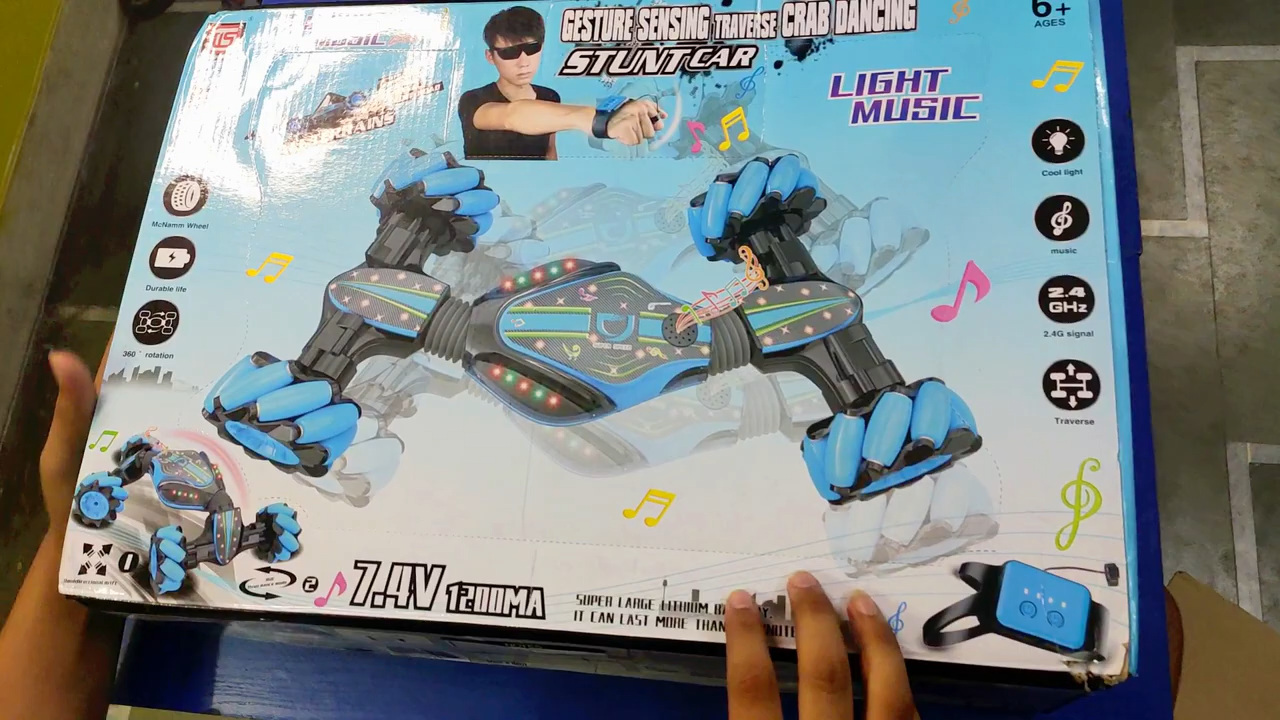 GESTURE SENSING TRAVERSE CRAB DANCING
STUNT CAR
6+
AGES
LIGHT
MUSIC
McNamm Wheel
Durable life
360° rotation
Cool light
music
2.4
GHz
2.4G signal
Traverse
7.4V 1200MA
SUPER LARGE LITHIUM
IT CAN LAST MORE THAN